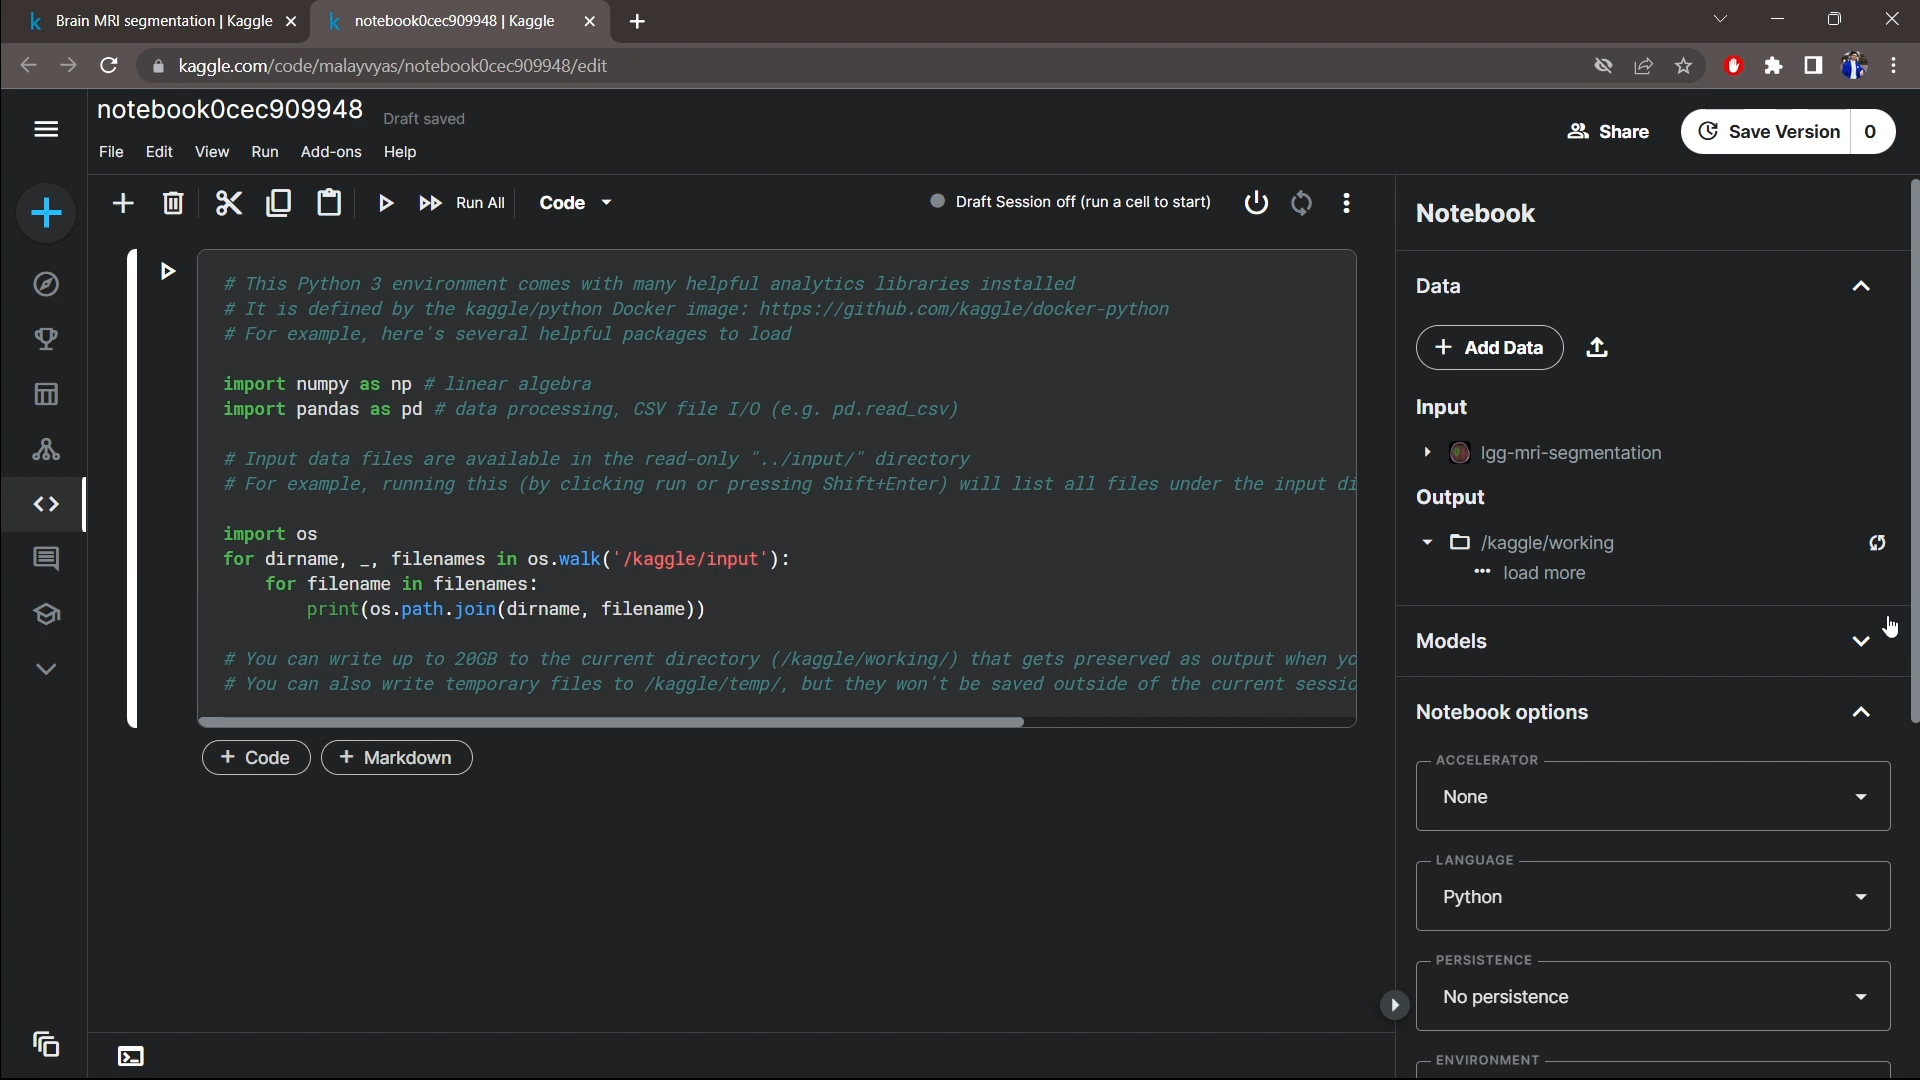 Brain MRI segmentation | Kaggle
notebook0cec909948 | Kaggle
kaggle.com/code/malayvyas/notebook0cec909948/edit
notebook0cec909948
Draft saved
File Edit View Run Add-ons Help
Share
Save Version 0
Run All
Code
Draft Session off (run a cell to start)
# This Python 3 environment comes with many helpful analytics libraries installed
# It is defined by the kaggle/python Docker image: https://github.com/kaggle/docker-python
# For example, here's several helpful packages to load
import numpy as np # linear algebra
import pandas as pd # data processing, CSV file I/O (e.g. pd.read_csv)
# Input data files are available in the read-only "../input/" directory
# For example, running this (by clicking run or pressing Shift+Enter) will list all files under the input di
import os
for dirname, _, filenames in os.walk('/kaggle/input'):
for filename in filenames:
print(os.path.join(dirname, filename))
# You can write up to 20GB to the current directory (/kaggle/working/) that gets preserved as output when yo
# You can also write temporary files to /kaggle/temp/, but they won't be saved outside of the current sessio
+ Code
+ Markdown
Notebook
Data
+ Add Data
Input
lgg-mri-segmentation
Output
/kaggle/working
load more
Models
Notebook options
ACCELERATOR
None
LANGUAGE
Python
PERSISTENCE
No persistence
ENVIRONMENT